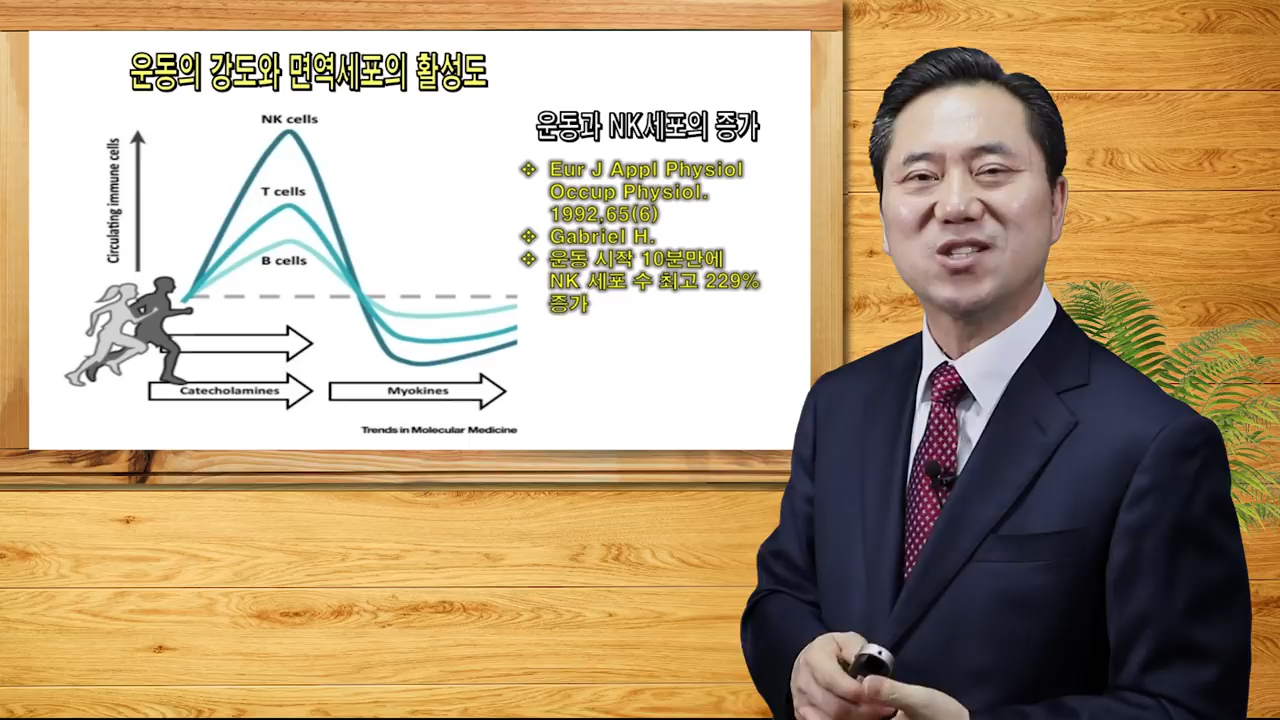 운동의 강도와 면역세포의 활성도
NK cells
T cells
B cells
Circulating immune cells
Catecholamines
Myokines
Trends in Molecular Medicine
운동과 NK세포의 증가
❖ Eur J Appl Physiol
Occup Physiol.
1992,65(6)
❖ Gabriel H.
❖ 운동 시작 10분만에
NK 세포 수 최고 229%
증가